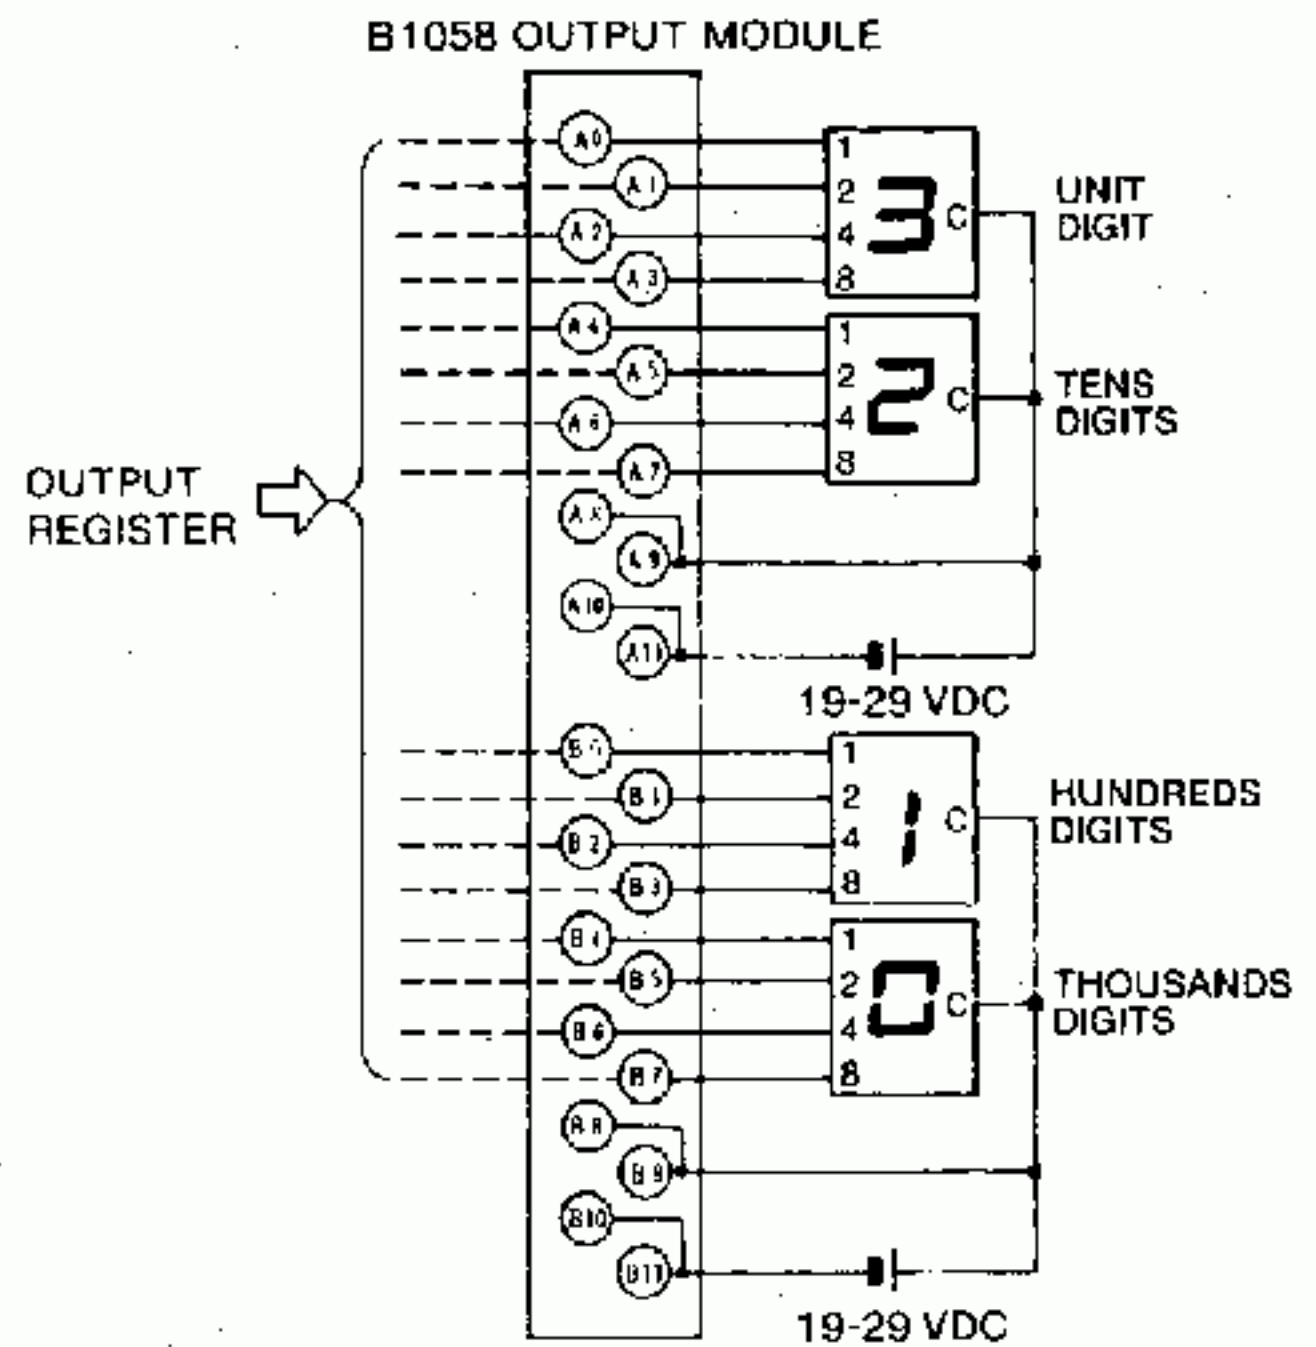 B1058 OUTPUT MODULE
A0
1
A1
2
3
C
UNIT
DIGIT
A2
4
A3
8
A4
1
A5
2
2
C
TENS
DIGITS
A6
4
A7
8
OUTPUT
REGISTER
A8
A9
A10
A11
19-29 VDC
B0
1
B1
2
1
C
HUNDREDS
DIGITS
B2
4
B3
8
B4
1
B5
2
0
C
THOUSANDS
DIGITS
B6
4
B7
8
B8
B9
B10
B11
19-29 VDC